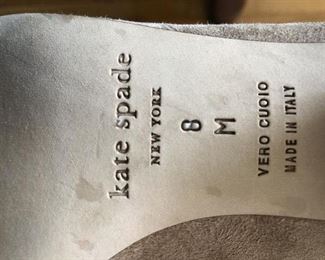 kate spade
NEW YORK
8
M
VERO CUOIO
MADE IN ITALY